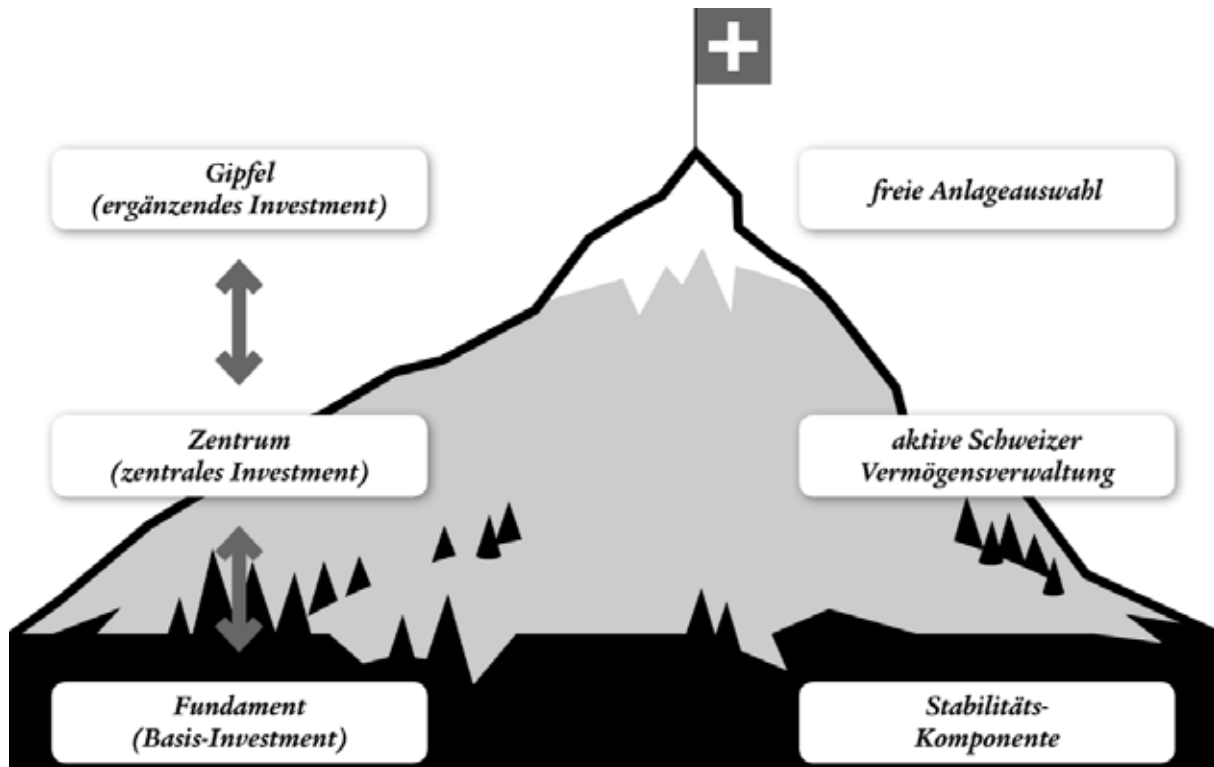 Gipfel
(ergänzendes Investment)
freie Anlageauswahl
Zentrum
(zentrales Investment)
aktive Schweizer
Vermögensverwaltung
Fundament
(Basis-Investment)
Stabilitäts-
Komponente